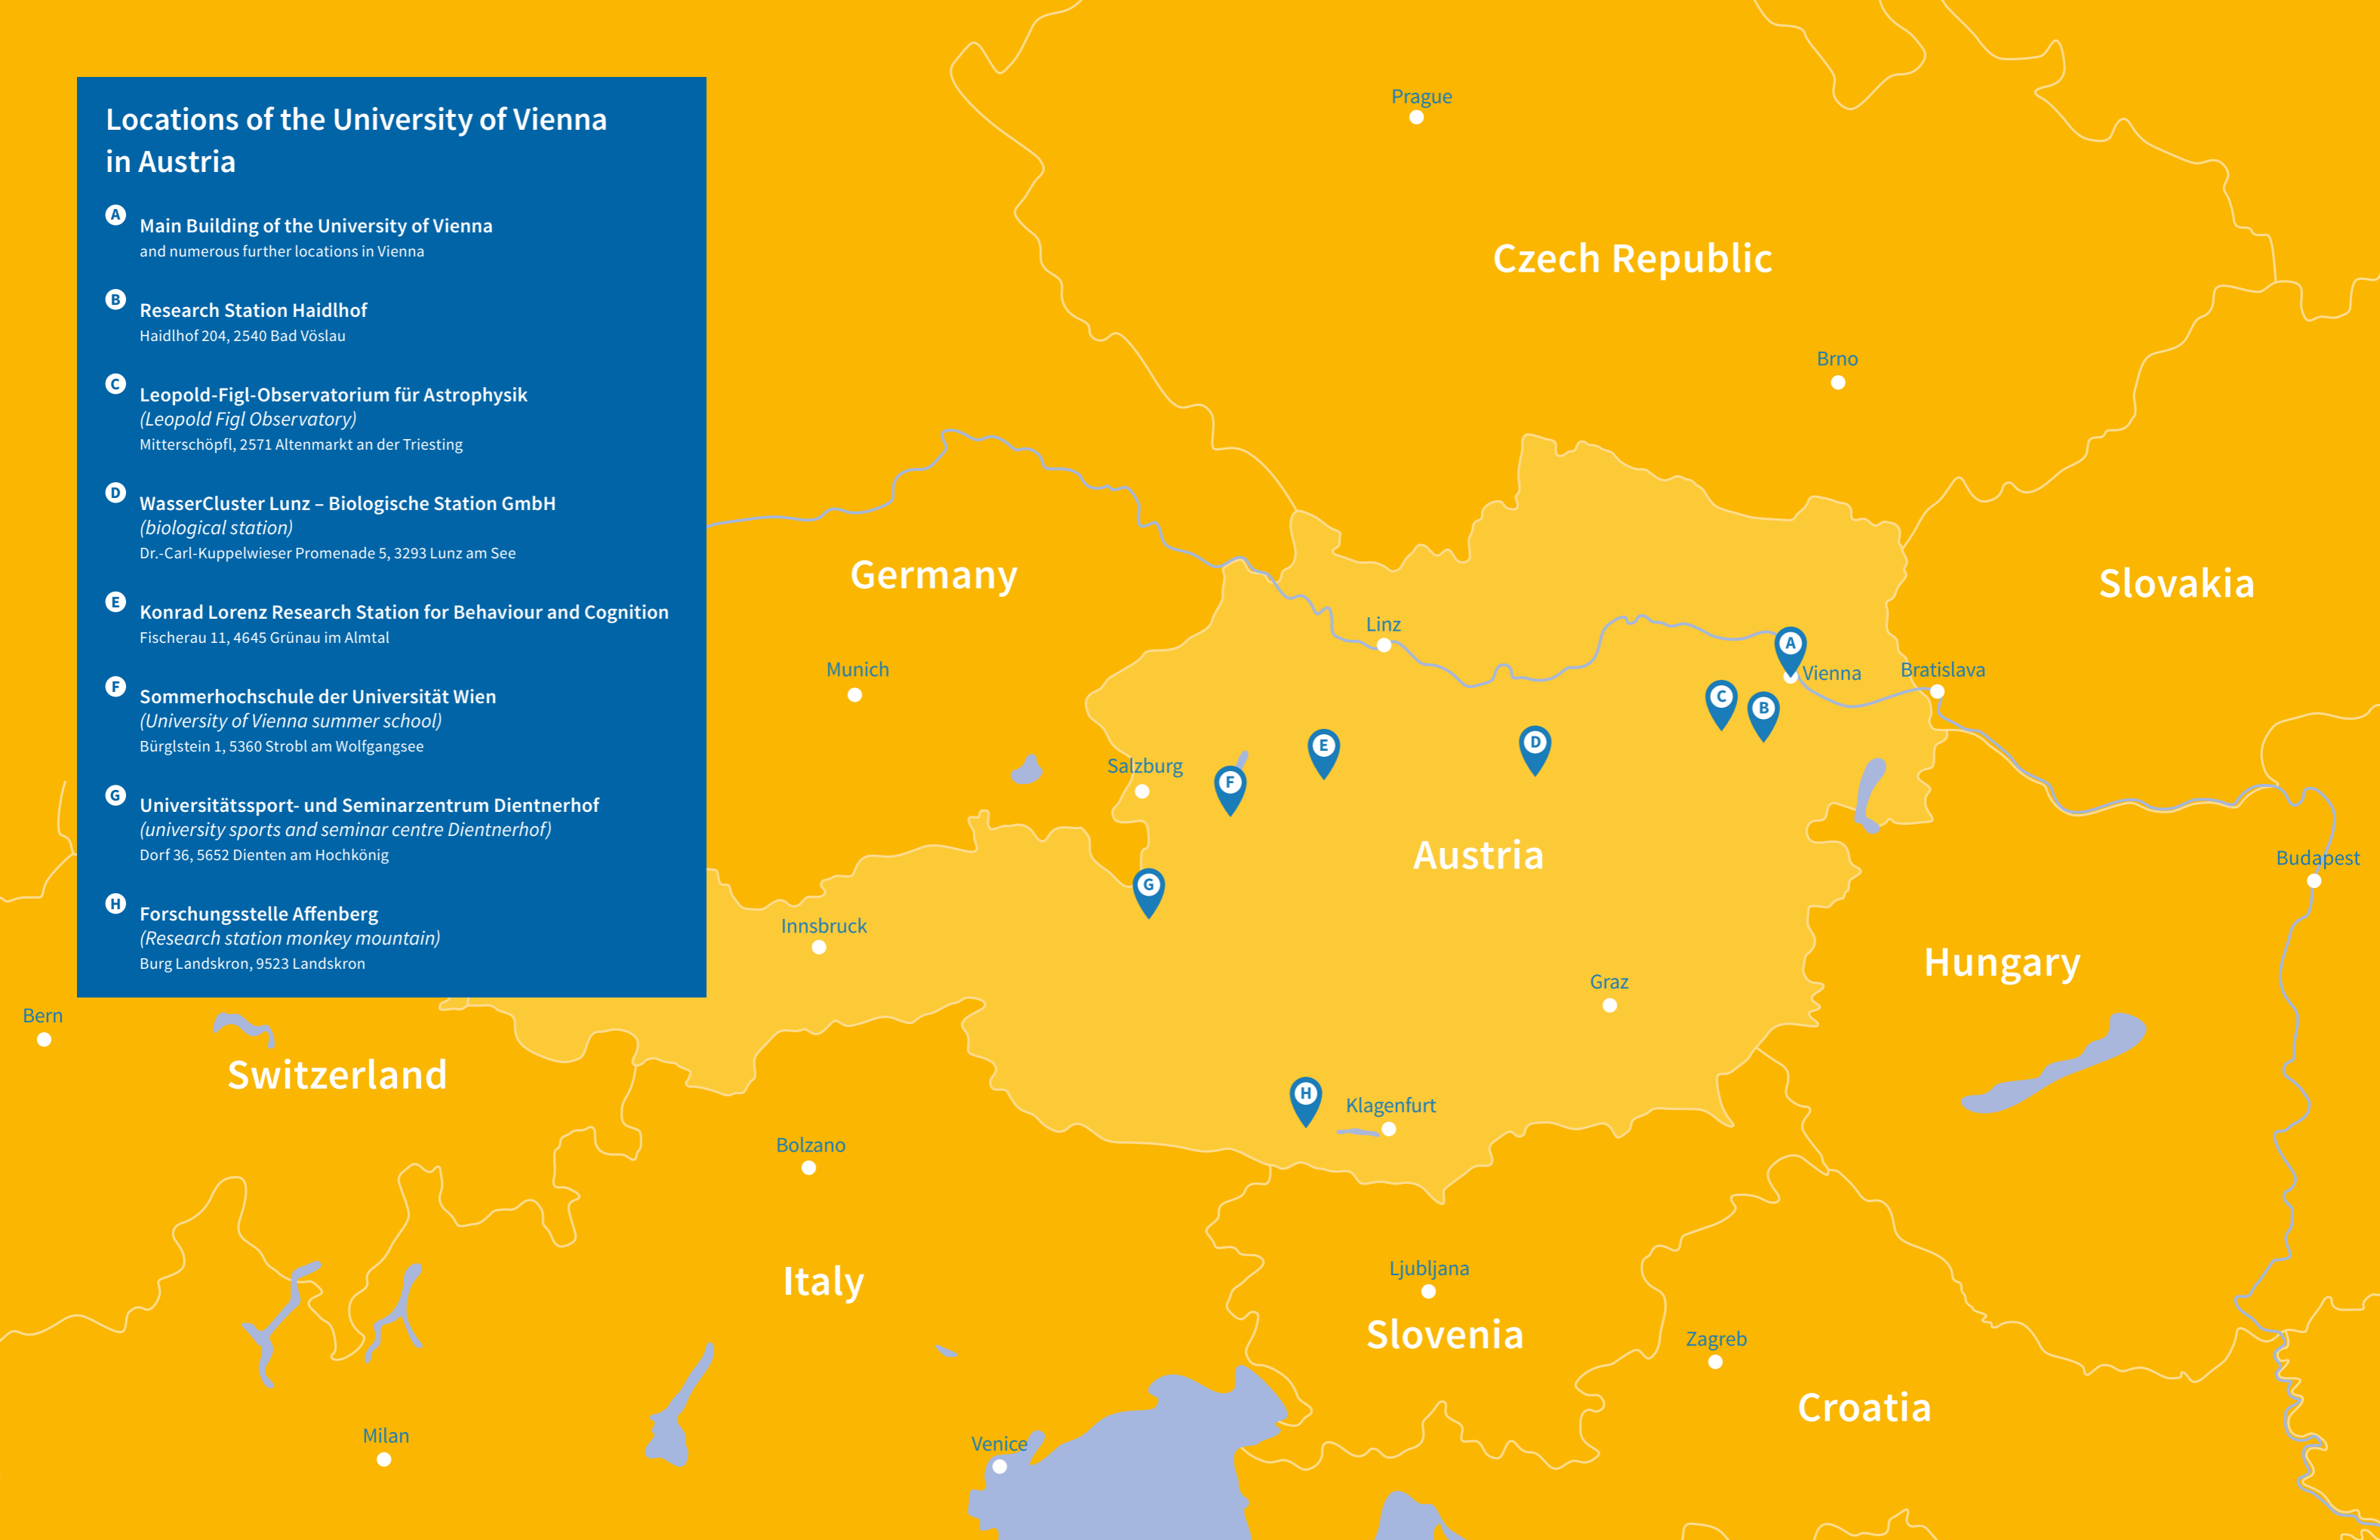 Locations of the University of Vienna
in Austria
A
Main Building of the University of Vienna
and numerous further locations in Vienna
B
Research Station Haidlhof
Haidlhof 204, 2540 Bad Vöslau
C
Leopold-Figl-Observatorium für Astrophysik
(Leopold Figl Observatory)
Mitterschöpfl, 2571 Altenmarkt an der Triesting
D
WasserCluster Lunz – Biologische Station GmbH
(biological station)
Dr.-Carl-Kuppelwieser Promenade 5, 3293 Lunz am See
E
Konrad Lorenz Research Station for Behaviour and Cognition
Fischerau 11, 4645 Grünau im Almtal
F
Sommerhochschule der Universität Wien
(University of Vienna summer school)
Bürglstein 1, 5360 Strobl am Wolfgangsee
G
Universitätssport- und Seminarzentrum Dientnerhof
(university sports and seminar centre Dientnerhof)
Dorf 36, 5652 Dienten am Hochkönig
H
Forschungsstelle Affenberg
(Research station monkey mountain)
Burg Landskron, 9523 Landskron
Prague
Czech Republic
Brno
Germany
Slovakia
Linz
A
Munich
Vienna
Bratislava
C
B
E
D
Salzburg
F
Austria
Budapest
G
Innsbruck
Hungary
Graz
Bern
Switzerland
H
Klagenfurt
Bolzano
Italy
Ljubljana
Slovenia
Zagreb
Croatia
Milan
Venice